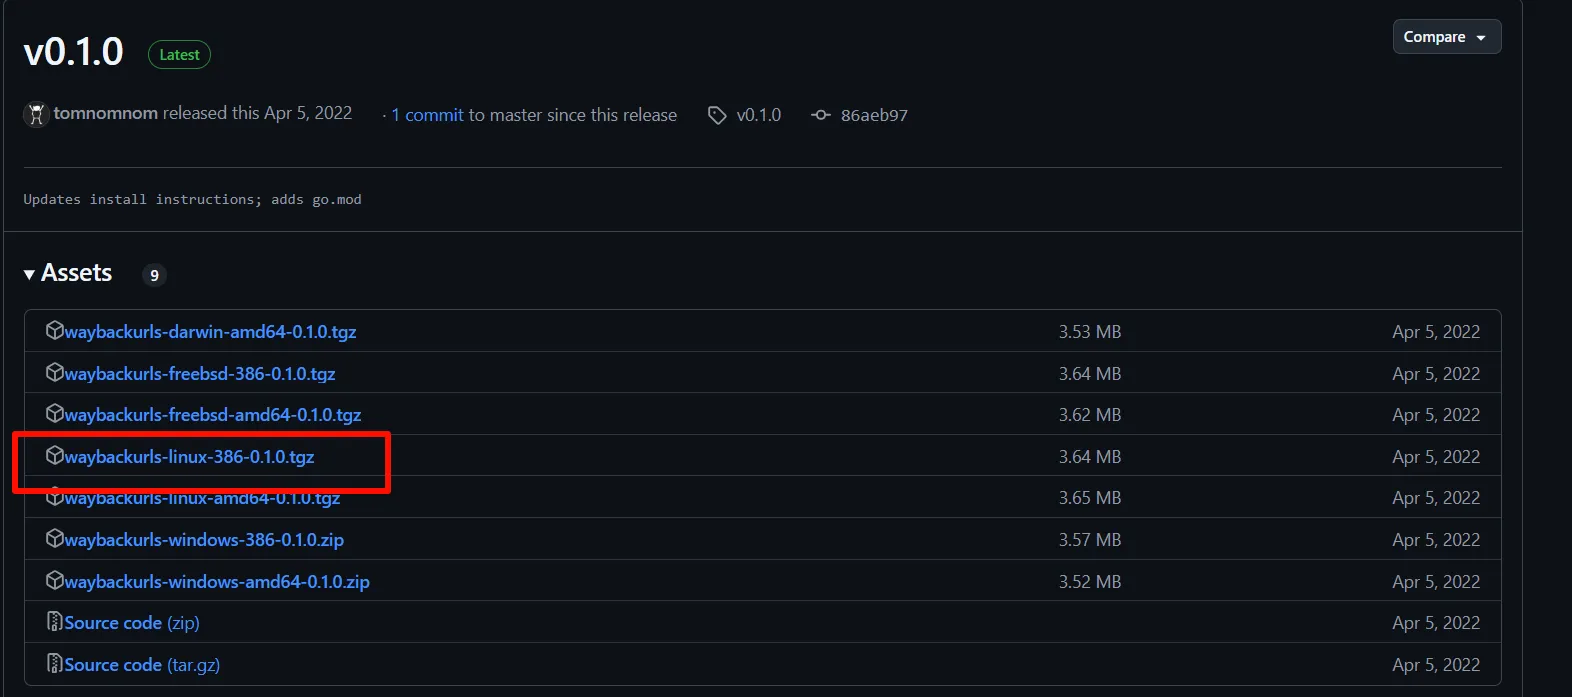 v0.1.0 Latest Compare
tomnomnom released this Apr 5, 2022 · 1 commit to master since this release v0.1.0 86aeb97
Updates install instructions; adds go.mod
Assets 9
waybackurls-darwin-amd64-0.1.0.tgz 3.53 MB Apr 5, 2022
waybackurls-freebsd-386-0.1.0.tgz 3.64 MB Apr 5, 2022
waybackurls-freebsd-amd64-0.1.0.tgz 3.62 MB Apr 5, 2022
waybackurls-linux-386-0.1.0.tgz 3.64 MB Apr 5, 2022
waybackurls-linux-amd64-0.1.0.tgz 3.65 MB Apr 5, 2022
waybackurls-windows-386-0.1.0.zip 3.57 MB Apr 5, 2022
waybackurls-windows-amd64-0.1.0.zip 3.52 MB Apr 5, 2022
Source code (zip) Apr 5, 2022
Source code (tar.gz) Apr 5, 2022